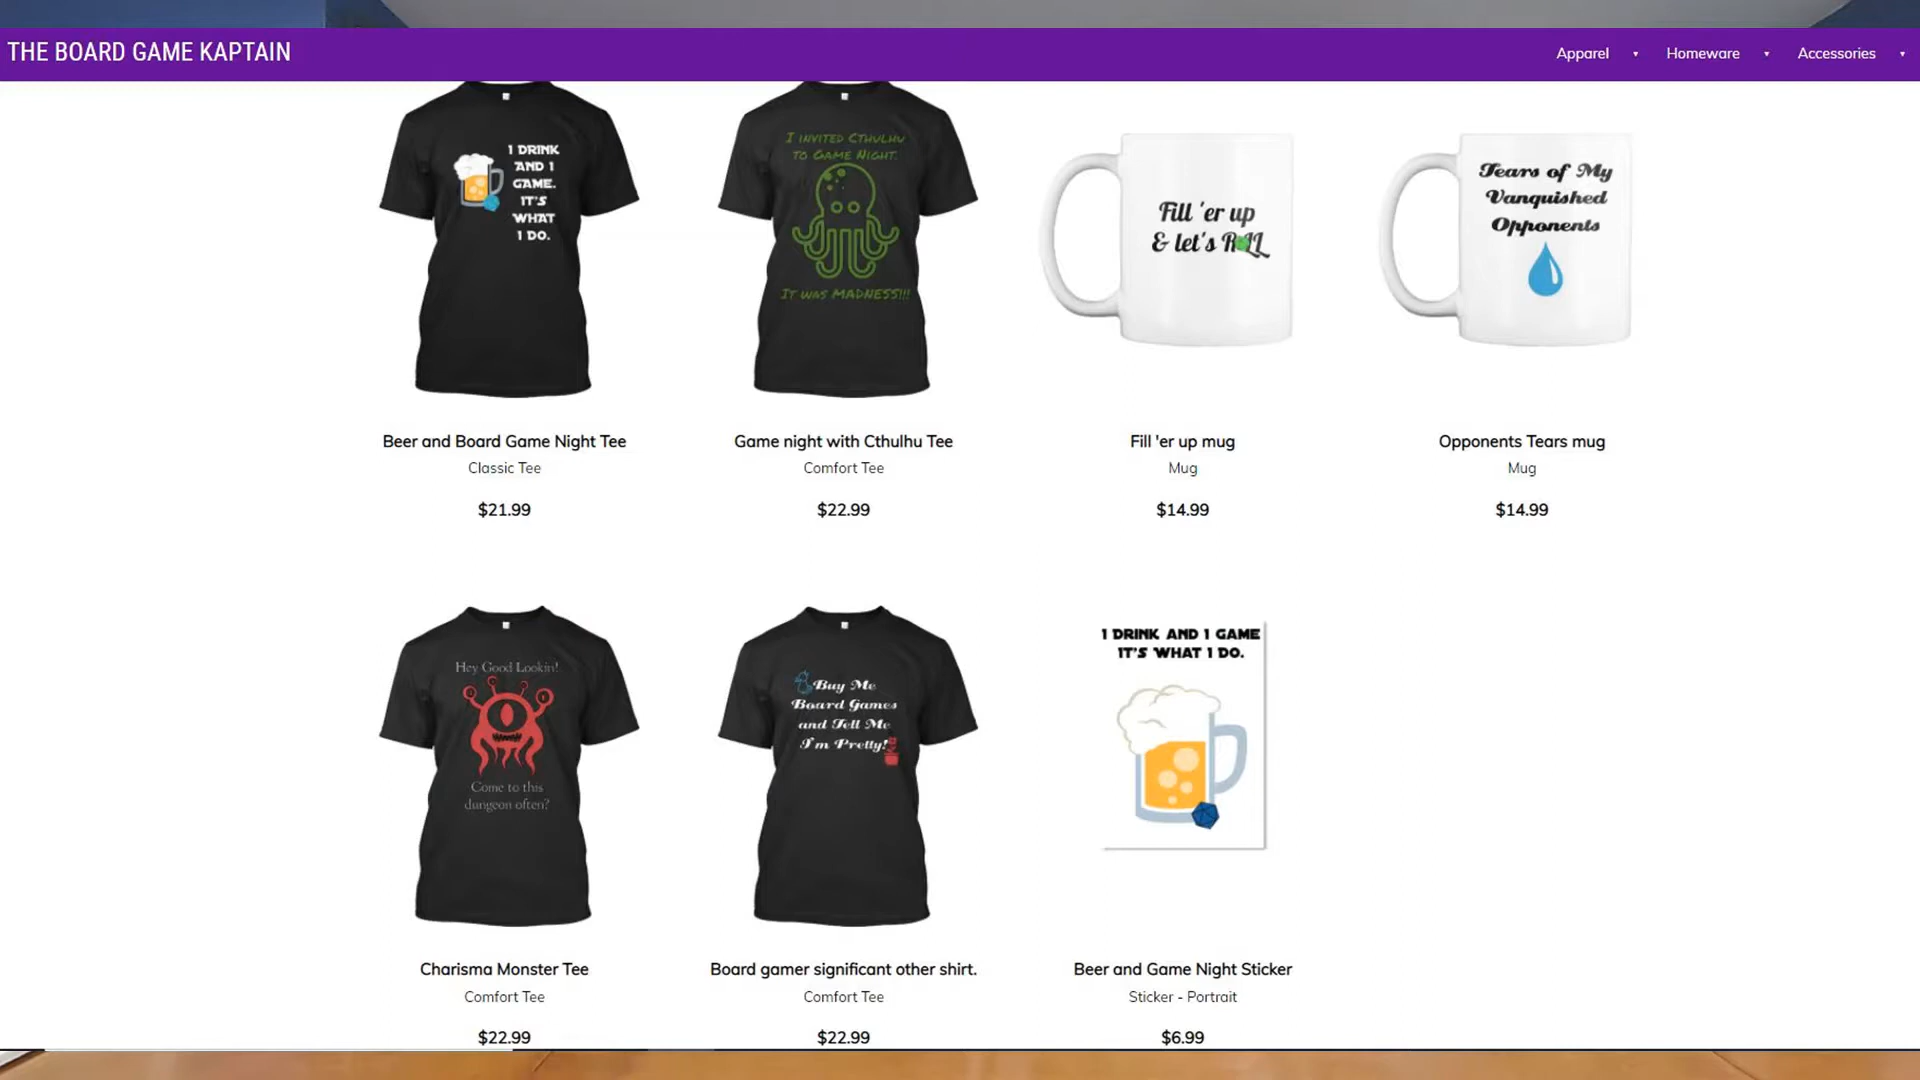 THE BOARD GAME KAPTAIN
Apparel
Homeware
Accessories
I DRINK
AND I
GAME.
IT'S
WHAT
I DO.
I INVITED CTHULHU
TO GAME NIGHT.
IT WAS MADNESS!!!
Fill 'er up
& let's ROLL
Tears of My
Vanquished
Opponents
Beer and Board Game Night Tee
Classic Tee
$21.99
Game night with Cthulhu Tee
Comfort Tee
$22.99
Fill 'er up mug
Mug
$14.99
Opponents Tears mug
Mug
$14.99
Hey Good Lookin!
Come to this
dungeon often?
Buy Me
Board Games
and Tell Me
I'm Pretty!
I DRINK AND I GAME
IT'S WHAT I DO.
Charisma Monster Tee
Comfort Tee
$22.99
Board gamer significant other shirt.
Comfort Tee
$22.99
Beer and Game Night Sticker
Sticker - Portrait
$6.99